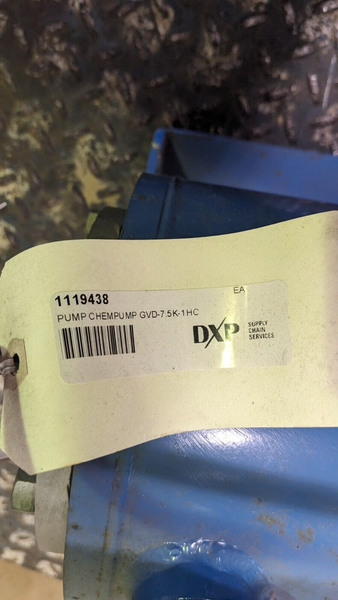 1119438
EA
PUMP CHEMPUMP GVD-7.5K-1HC
DXP
SUPPLY
CHAIN
SERVICES